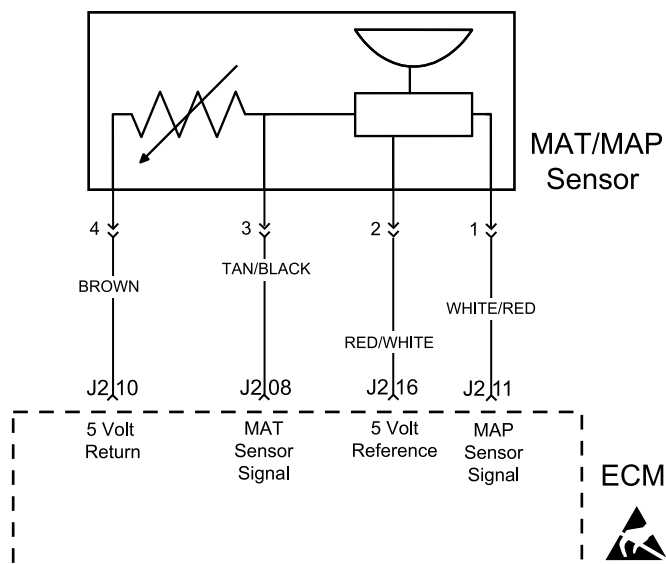 MAT/MAP
Sensor
4
3
2
1
TAN/BLACK
BROWN
WHITE/RED
RED/WHITE
J2 10
J2 08
J2 16
J2 11
5 Volt
Return
MAT
Sensor
Signal
5 Volt
Reference
MAP
Sensor
Signal
ECM